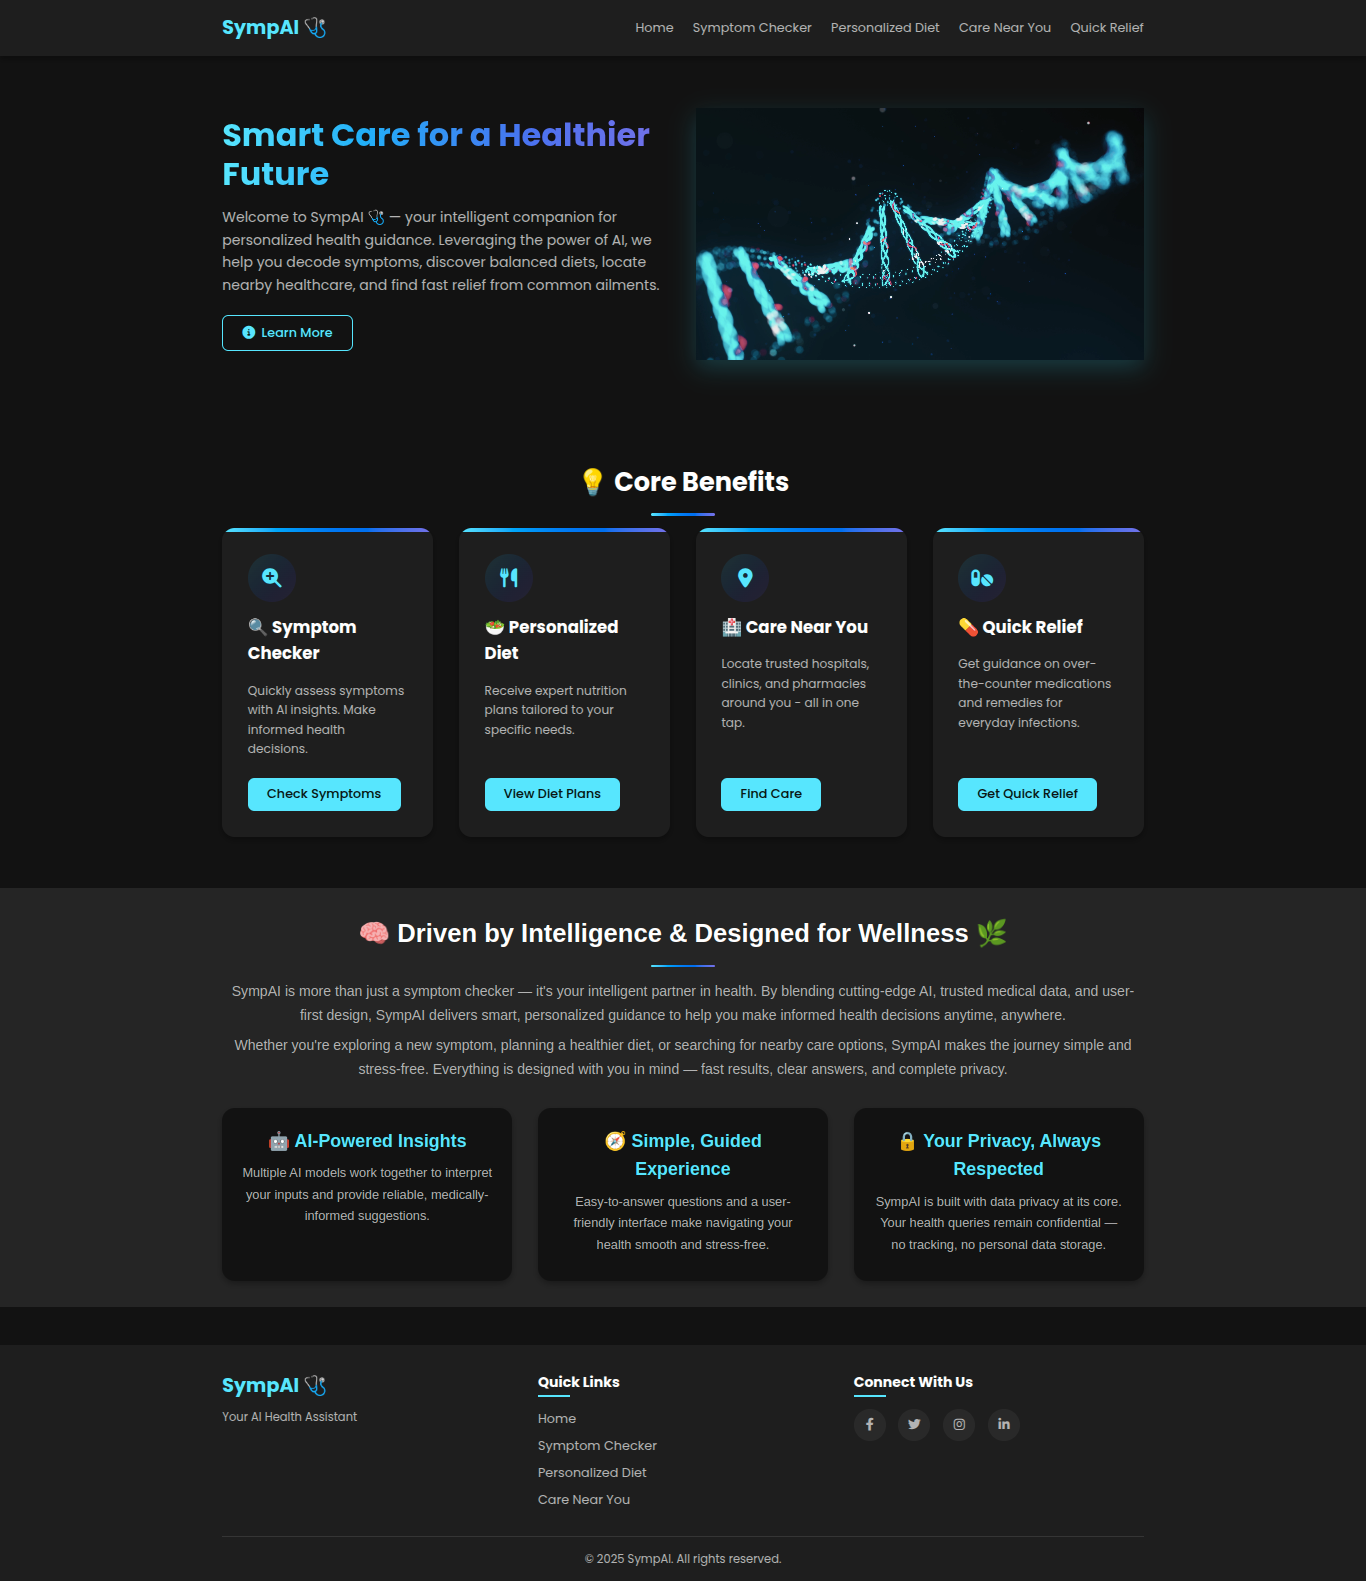 SympAI 🩺
Home Symptom Checker Personalized Diet Care Near You Quick Relief
Smart Care for a Healthier
Future
Welcome to SympAI 🩺 — your intelligent companion for
personalized health guidance. Leveraging the power of AI, we
help you decode symptoms, discover balanced diets, locate
nearby healthcare, and find fast relief from common ailments.
Learn More
💡 Core Benefits
🔍 Symptom
Checker
Quickly assess symptoms
with AI insights. Make
informed health
decisions.
Check Symptoms
🥗 Personalized
Diet
Receive expert nutrition
plans tailored to your
specific needs.
View Diet Plans
🏥 Care Near You
Locate trusted hospitals,
clinics, and pharmacies
around you - all in one
tap.
Find Care
💊 Quick Relief
Get guidance on over-
the-counter medications
and remedies for
everyday infections.
Get Quick Relief
🧠 Driven by Intelligence & Designed for Wellness 🌿
SympAI is more than just a symptom checker — it's your intelligent partner in health. By blending cutting-edge AI, trusted medical data, and user-
first design, SympAI delivers smart, personalized guidance to help you make informed health decisions anytime, anywhere.
Whether you're exploring a new symptom, planning a healthier diet, or searching for nearby care options, SympAI makes the journey simple and
stress-free. Everything is designed with you in mind — fast results, clear answers, and complete privacy.
🤖 AI-Powered Insights
Multiple AI models work together to interpret
your inputs and provide reliable, medically-
informed suggestions.
🧭 Simple, Guided
Experience
Easy-to-answer questions and a user-
friendly interface make navigating your
health smooth and stress-free.
🔒 Your Privacy, Always
Respected
SympAI is built with data privacy at its core.
Your health queries remain confidential —
no tracking, no personal data storage.
SympAI 🩺
Your AI Health Assistant
Quick Links
Home
Symptom Checker
Personalized Diet
Care Near You
Connect With Us
© 2025 SympAI. All rights reserved.